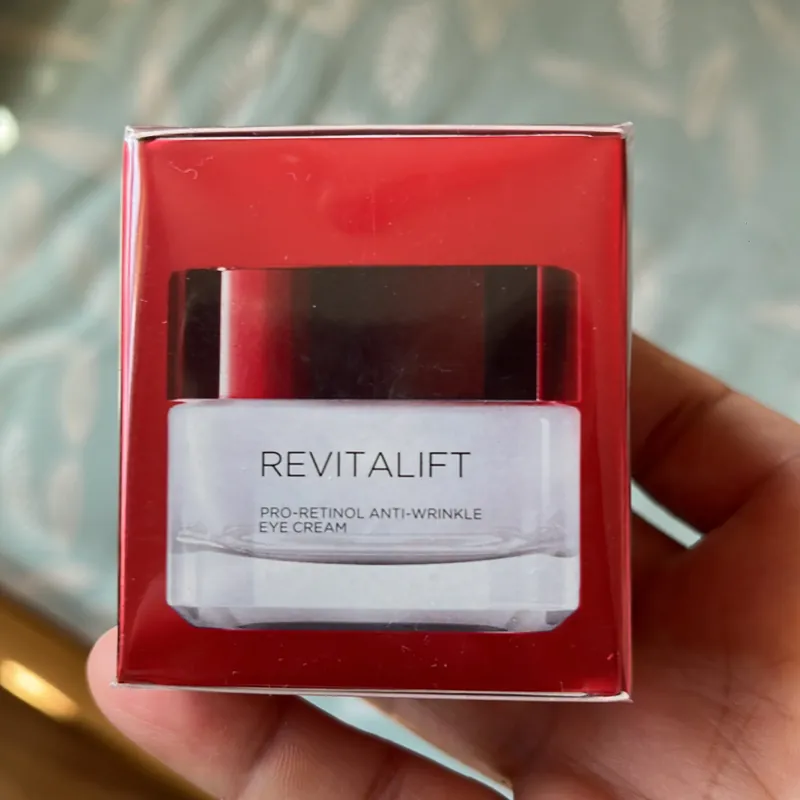 REVITALIFT
PRO-RETINOL ANTI-WRINKLE
EYE CREAM